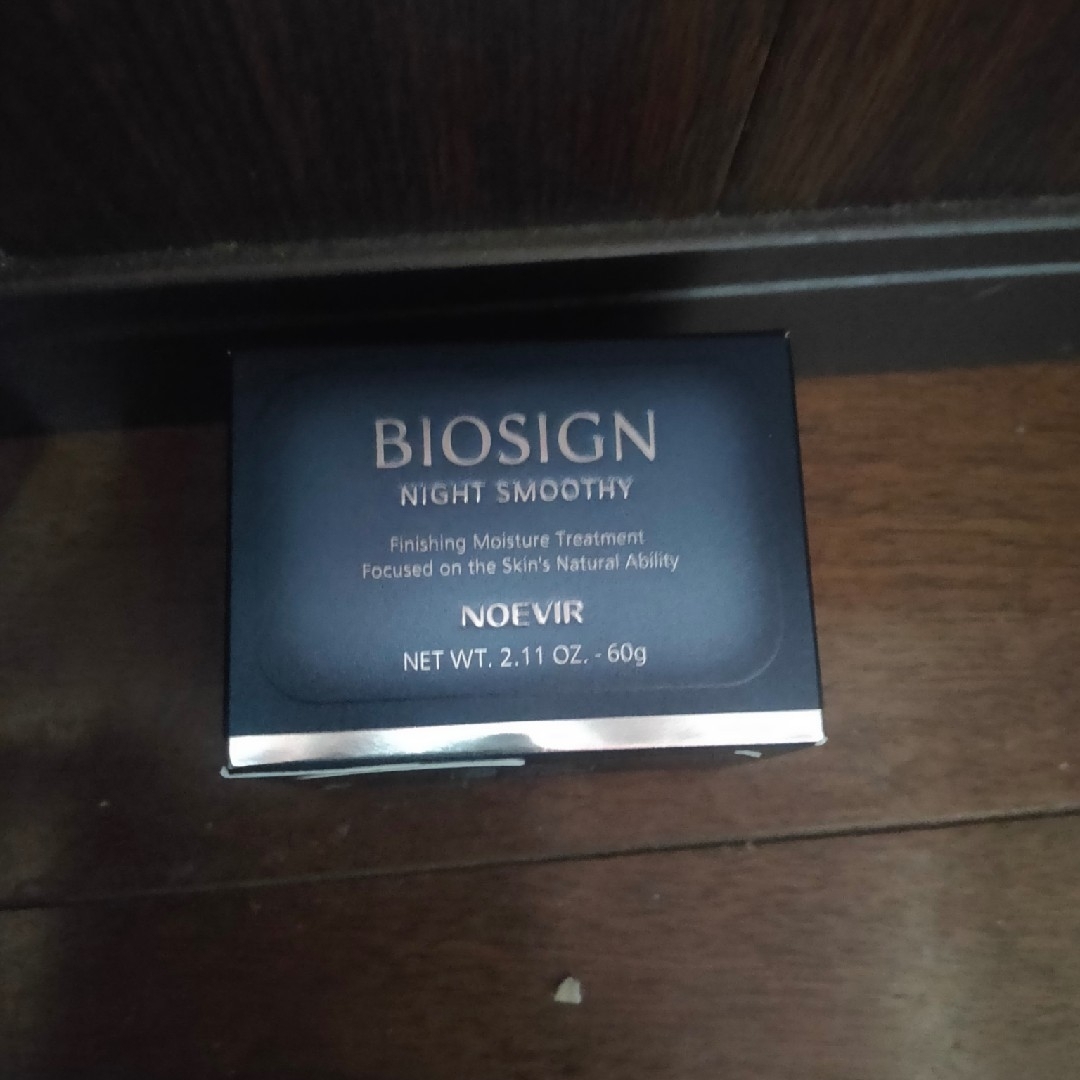 BIOSIGN
NIGHT SMOOTHY
Finishing Moisture Treatment
Focused on the Skin's Natural Ability
NOEVIR
NET WT. 2.11 OZ. - 60g